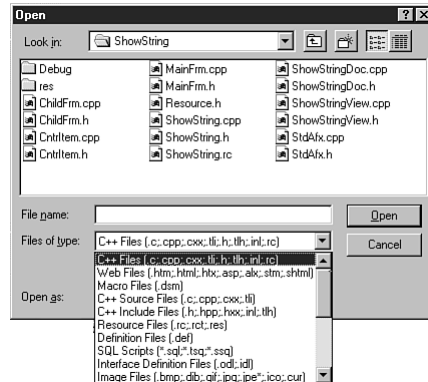 Open
Look in: ShowString
Debug
res
ChildFrm.cpp
ChildFrm.h
CntrItem.cpp
CntrItem.h
MainFrm.cpp
MainFrm.h
Resource.h
ShowString.cpp
ShowString.h
ShowString.rc
ShowStringDoc.cpp
ShowStringDoc.h
ShowStringView.cpp
ShowStringView.h
StdAfx.cpp
StdAfx.h
File name:
Open
Files of type: C++ Files (.c;.cpp;.cxx;.tli;.h;.tlh;.inl;.rc)
Cancel
C++ Files (.c;.cpp;.cxx;.tli;.h;.tlh;.inl;.rc)
Web Files (.htm;.html;.htx;.asp;.alx;.stm;.shtml)
Macro Files (.dsm)
C++ Source Files (.c;.cpp;.cxx;.tli)
Open as:
C++ Include Files (.h;.hpp;.hxx;.inl;.tlh)
Resource Files (.rc;.rct;.res)
Definition Files (.def)
SQL Scripts (*.sql;*.tsq;*.ssq)
Interface Definition Files (.odl;.idl)
Image Files (.bmp;.dib;.gif;.jpg;.jpe*;.ico;.cur)